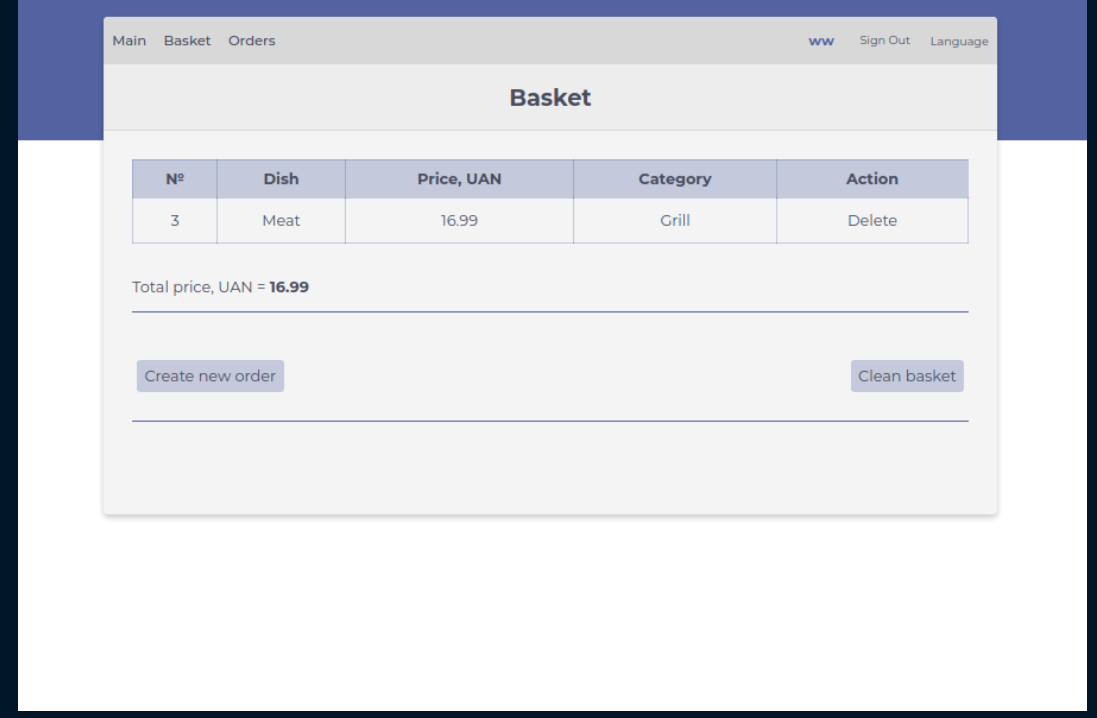 Main Basket Orders ww Sign Out Language
Basket
Nº Dish Price, UAN Category Action
3 Meat 16.99 Grill Delete
Total price, UAN = 16.99
Create new order Clean basket